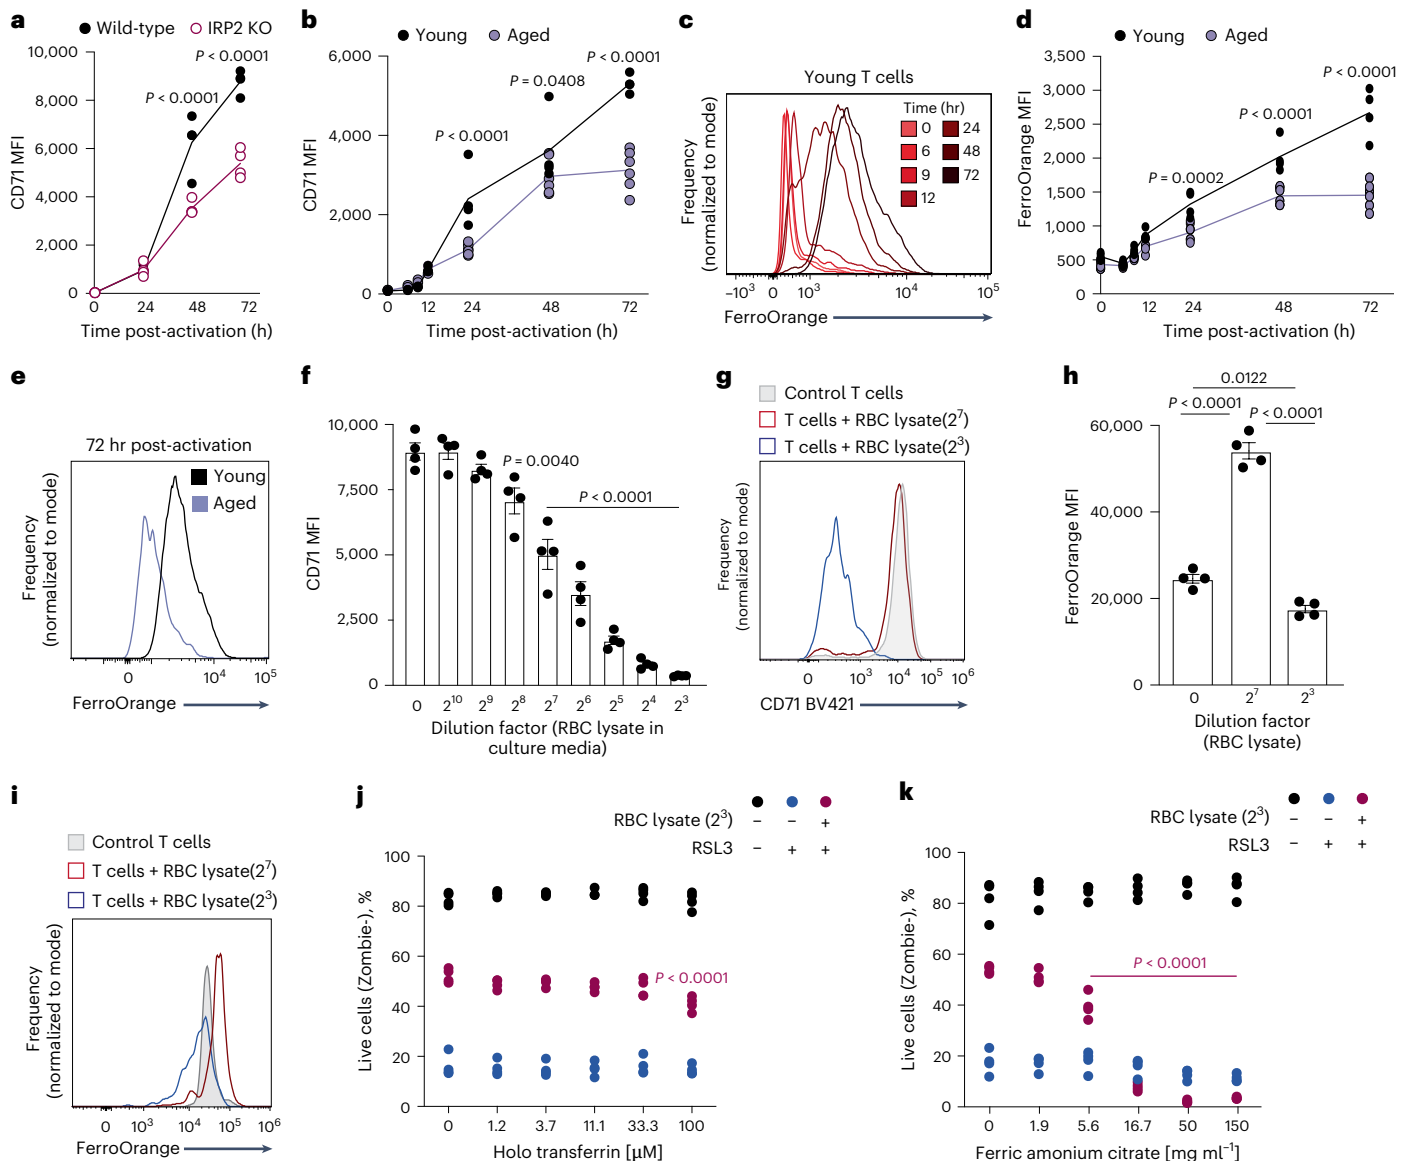 a
Wild-type IRP2 KO
10,000
8,000
6,000
4,000
2,000
0
CD71 MFI
P < 0.0001
P < 0.0001
0 24 48 72
Time post-activation (h)
b
Young Aged
6,000
4,000
2,000
0
CD71 MFI
P < 0.0001
P = 0.0408
P < 0.0001
0 12 24 48 72
Time post-activation (h)
c
Young T cells
Frequency
(normalized to mode)
Time (hr)
0 24
6 48
9 72
12
−10³ 0 10³ 10⁴ 10⁵
FerroOrange
d
Young Aged
3,500
3,000
2,500
2,000
1,500
1,000
500
0
FerroOrange MFI
P < 0.0001
P < 0.0001
P = 0.0002
0 12 24 48 72
Time post-activation (h)
e
72 hr post-activation
Young
Aged
Frequency
(normalized to mode)
0 10⁴ 10⁵
FerroOrange
f
10,000
7,500
5,000
2,500
0
CD71 MFI
P = 0.0040
P < 0.0001
0 2¹⁰ 2⁹ 2⁸ 2⁷ 2⁶ 2⁵ 2⁴ 2³
Dilution factor (RBC lysate in
culture media)
g
Control T cells
T cells + RBC lysate(2⁷)
T cells + RBC lysate(2³)
Frequency
(normalized to mode)
0 10³ 10⁴ 10⁵ 10⁶
CD71 BV421
h
0.0122
P < 0.0001 P < 0.0001
60,000
40,000
20,000
0
FerroOrange MFI
0 2⁷ 2³
Dilution factor
(RBC lysate)
i
Control T cells
T cells + RBC lysate(2⁷)
T cells + RBC lysate(2³)
Frequency
(normalized to mode)
0 10³ 10⁴ 10⁵ 10⁶
FerroOrange
j
RBC lysate (2³) − − +
RSL3 − + +
100
80
60
40
20
0
Live cells (Zombie-), %
P < 0.0001
0 1.2 3.7 11.1 33.3 100
Holo transferrin [µM]
k
RBC lysate (2³) − − +
RSL3 − + +
100
80
60
40
20
0
Live cells (Zombie-), %
P < 0.0001
0 1.9 5.6 16.7 50 150
Ferric amonium citrate [mg ml⁻¹]